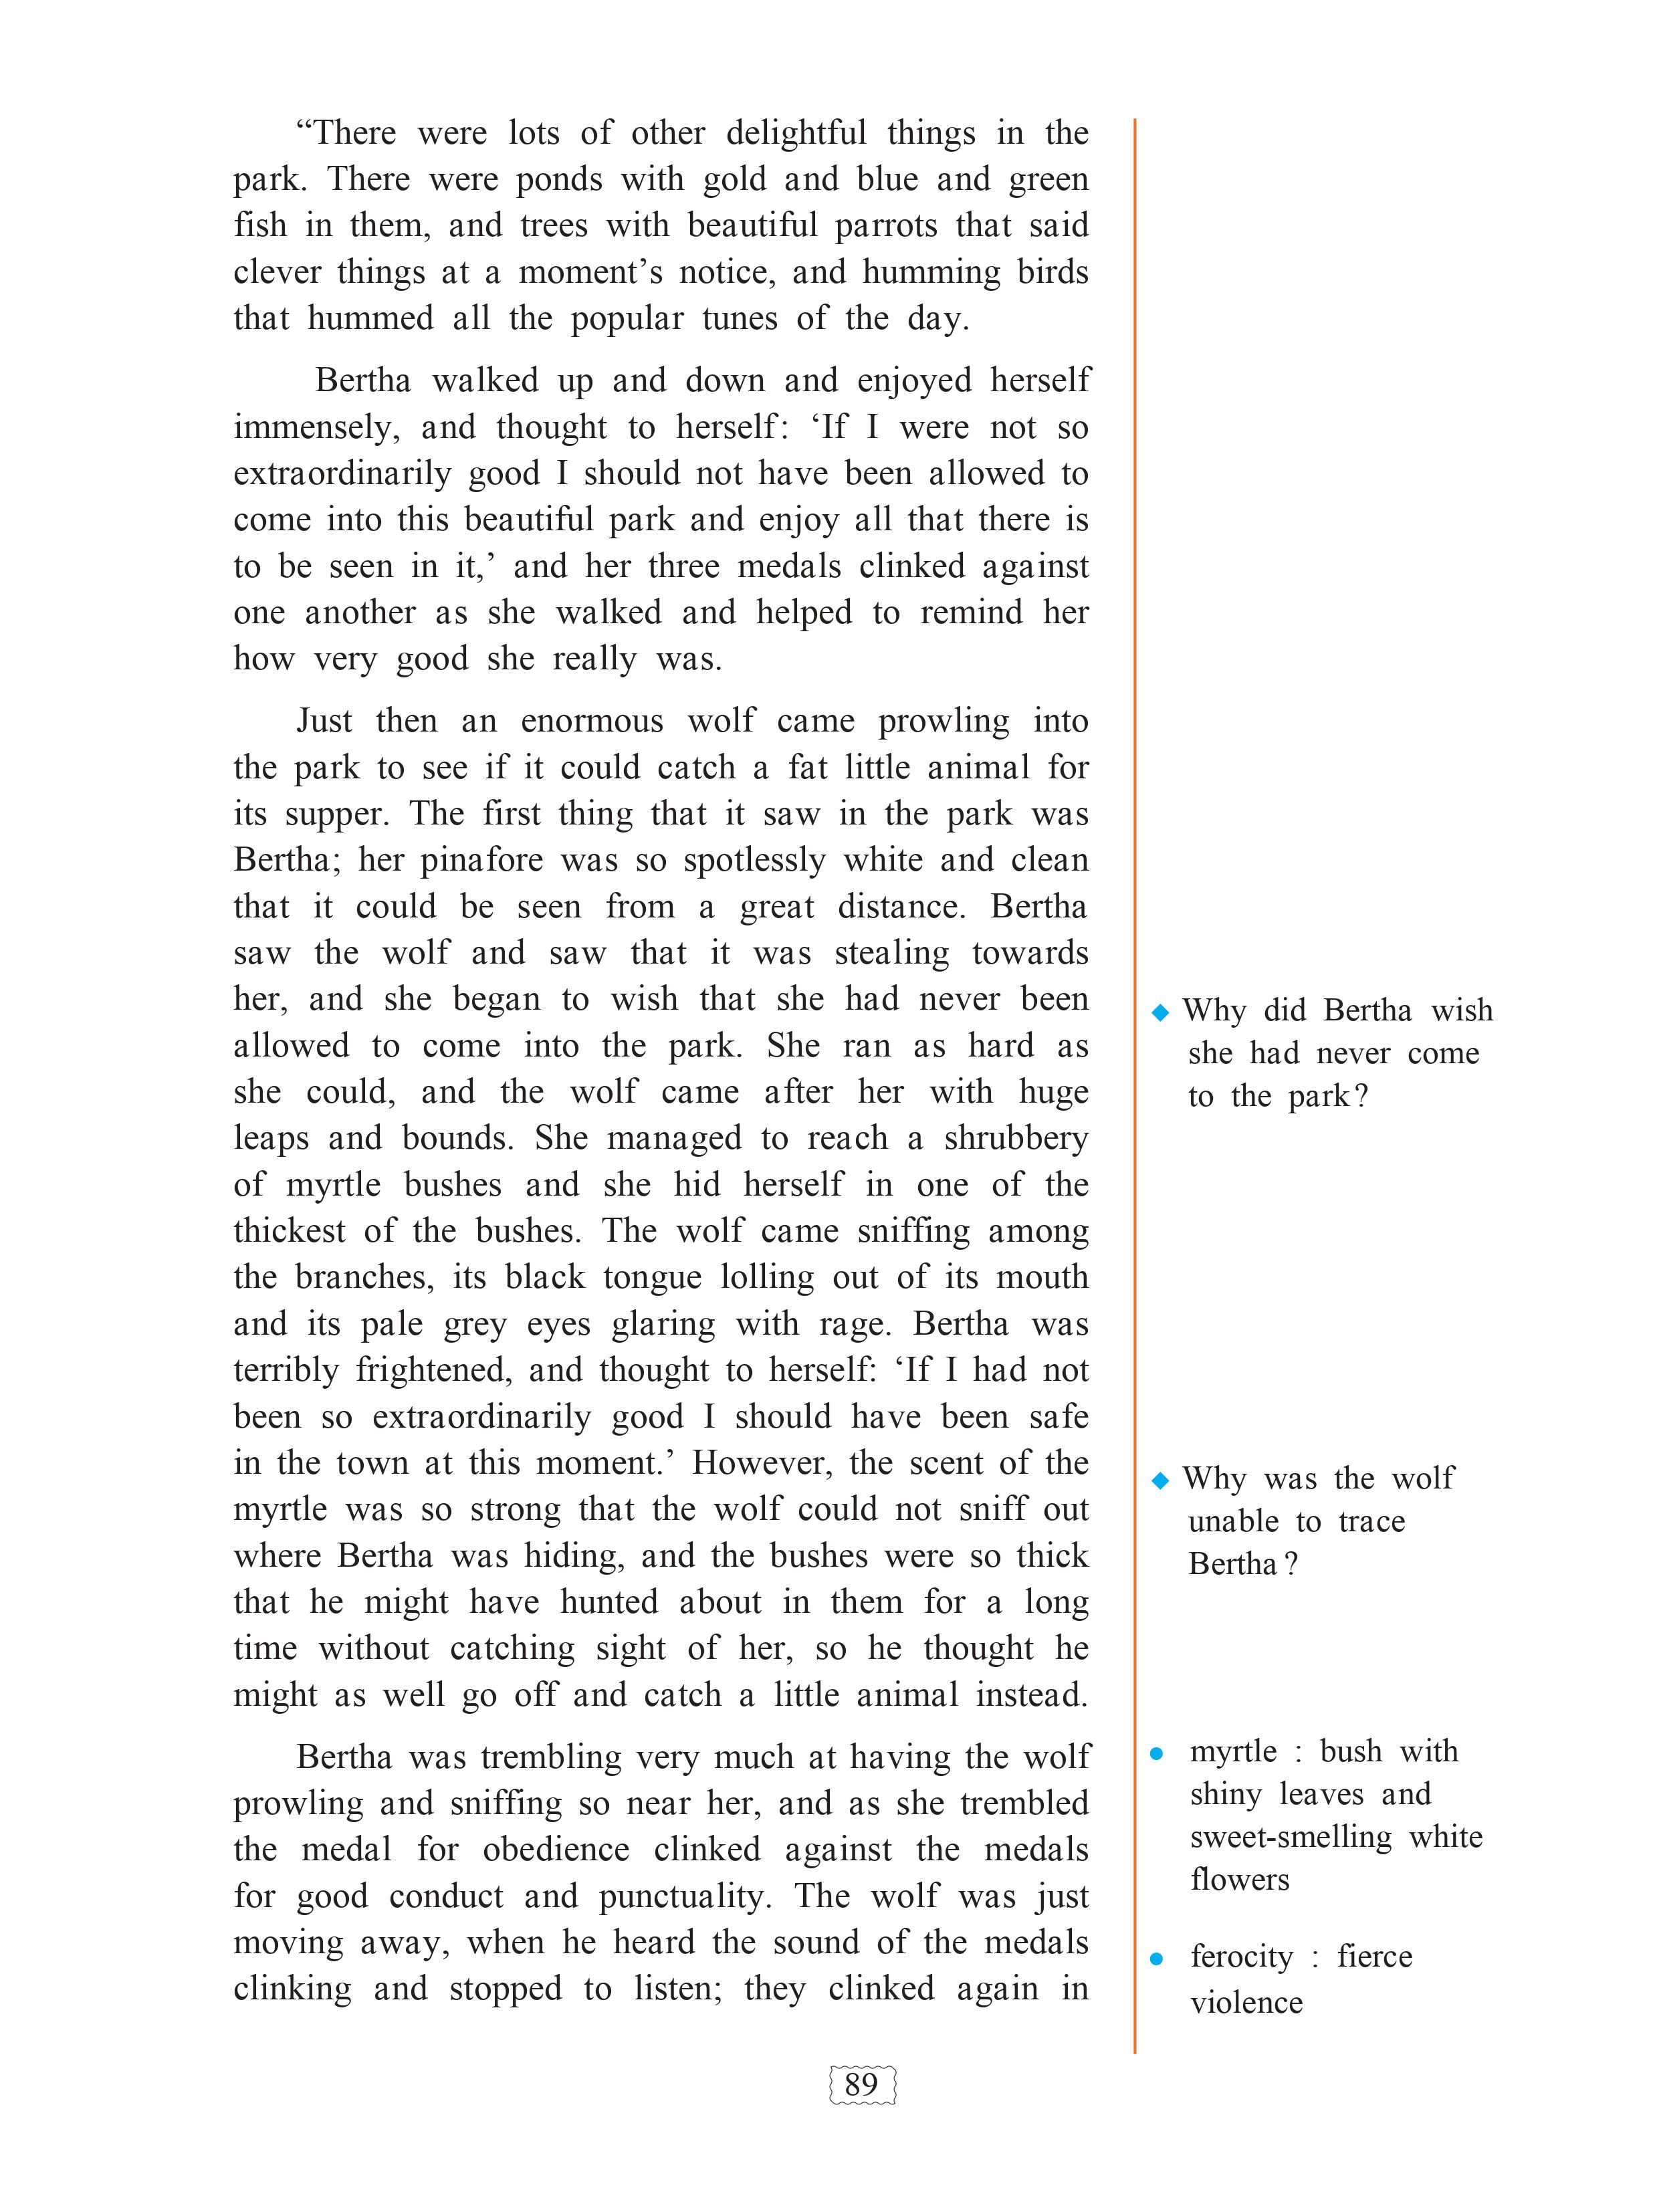 “There were lots of other delightful things in the
park. There were ponds with gold and blue and green
fish in them, and trees with beautiful parrots that said
clever things at a moment’s notice, and humming birds
that hummed all the popular tunes of the day.
Bertha walked up and down and enjoyed herself
immensely, and thought to herself: ‘If I were not so
extraordinarily good I should not have been allowed to
come into this beautiful park and enjoy all that there is
to be seen in it,’ and her three medals clinked against
one another as she walked and helped to remind her
how very good she really was.
Just then an enormous wolf came prowling into
the park to see if it could catch a fat little animal for
its supper. The first thing that it saw in the park was
Bertha; her pinafore was so spotlessly white and clean
that it could be seen from a great distance. Bertha
saw the wolf and saw that it was stealing towards
her, and she began to wish that she had never been
allowed to come into the park. She ran as hard as
she could, and the wolf came after her with huge
leaps and bounds. She managed to reach a shrubbery
of myrtle bushes and she hid herself in one of the
thickest of the bushes. The wolf came sniffing among
the branches, its black tongue lolling out of its mouth
and its pale grey eyes glaring with rage. Bertha was
terribly frightened, and thought to herself: ‘If I had not
been so extraordinarily good I should have been safe
in the town at this moment.’ However, the scent of the
myrtle was so strong that the wolf could not sniff out
where Bertha was hiding, and the bushes were so thick
that he might have hunted about in them for a long
time without catching sight of her, so he thought he
might as well go off and catch a little animal instead.
Bertha was trembling very much at having the wolf
prowling and sniffing so near her, and as she trembled
the medal for obedience clinked against the medals
for good conduct and punctuality. The wolf was just
moving away, when he heard the sound of the medals
clinking and stopped to listen; they clinked again in
◆ Why did Bertha wish
she had never come
to the park?
◆ Why was the wolf
unable to trace
Bertha ?
● myrtle : bush with
shiny leaves and
sweet-smelling white
flowers
● ferocity : fierce
violence
89